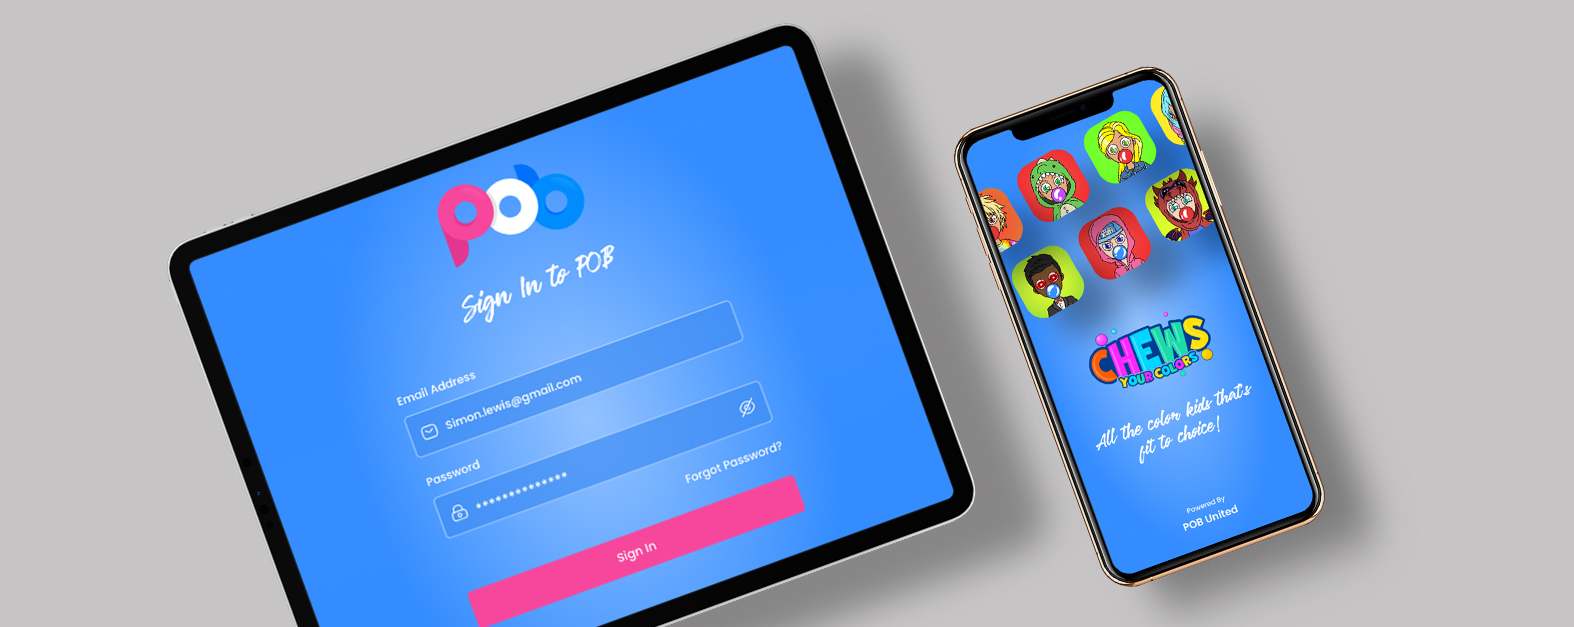 pob
Sign In to POB
Email Address
Simon.lewis@gmail.com
Password
**************
Forgot Password?
Sign In
CHEWS
YOUR COLORS
All the color kids that's
fit to choice!
Powered By
POB United